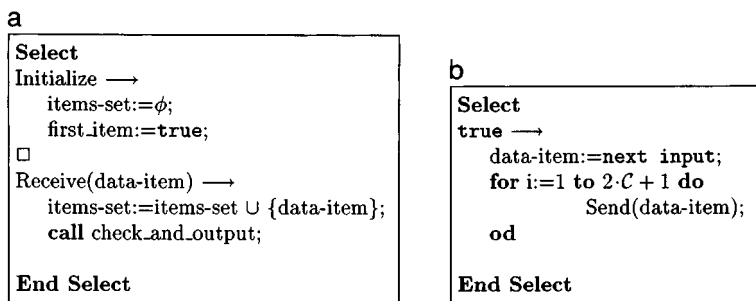 a
Select
Initialize ⟶
items-set:=ϕ;
first_item:=true;
□
Receive(data-item) ⟶
items-set:=items-set ∪ {data-item};
call check_and_output;
End Select
b
Select
true ⟶
data-item:=next input;
for i:=1 to 2·𝒞 + 1 do
Send(data-item);
od
End Select